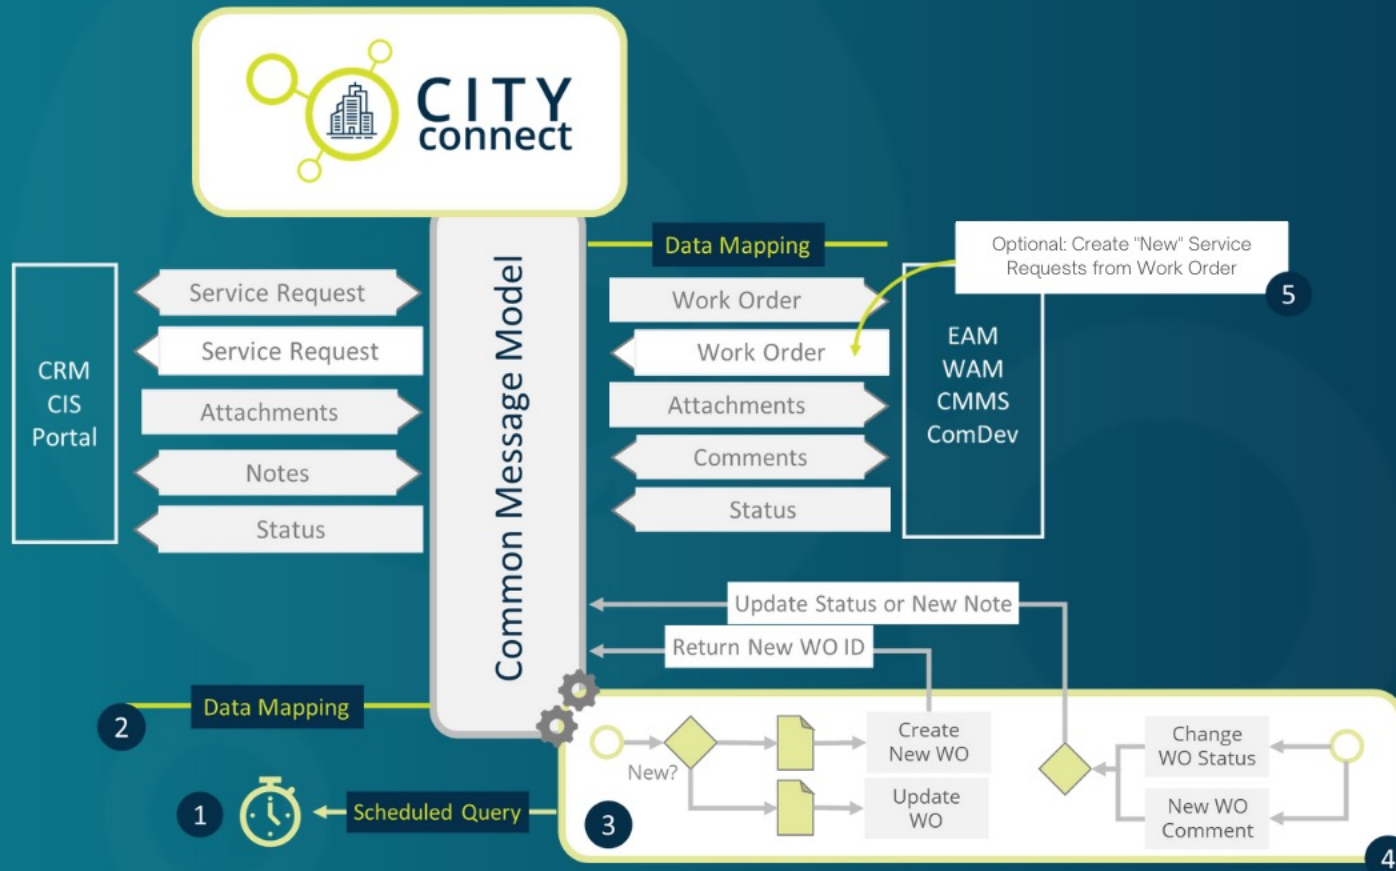 CITY
connect
Common Message Model
CRM
CIS
Portal
Service Request
Service Request
Attachments
Notes
Status
Data Mapping
Work Order
Work Order
Attachments
Comments
Status
EAM
WAM
CMMS
ComDev
Optional: Create "New" Service
Requests from Work Order
5
Update Status or New Note
Return New WO ID
2
Data Mapping
1
Scheduled Query
3
New?
Create
New WO
Update
WO
Change
WO Status
New WO
Comment
4